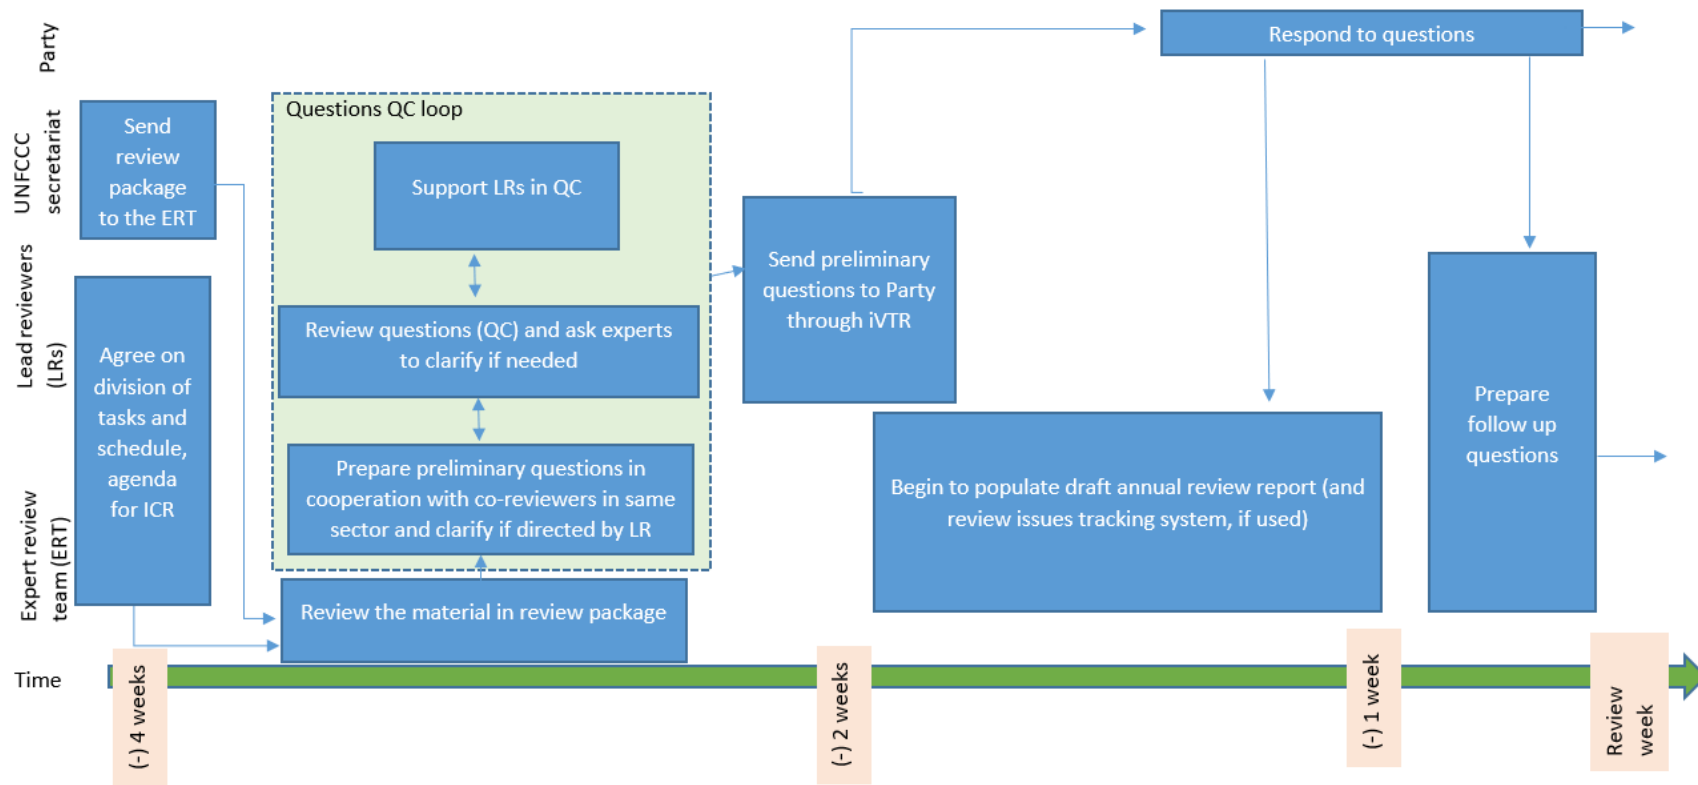 Party
UNFCCC
secretariat
Lead reviewers
(LRs)
Expert review
team (ERT)
Time
Send
review
package
to the ERT
Agree on
division of
tasks and
schedule,
agenda
for ICR
Questions QC loop
Support LRs in QC
Review questions (QC) and ask experts
to clarify if needed
Prepare preliminary questions in
cooperation with co-reviewers in same
sector and clarify if directed by LR
Review the material in review package
Send preliminary
questions to Party
through iVTR
Respond to questions
Begin to populate draft annual review report (and
review issues tracking system, if used)
Prepare
follow up
questions
(-) 4 weeks
(-) 2 weeks
(-) 1 week
Review
week